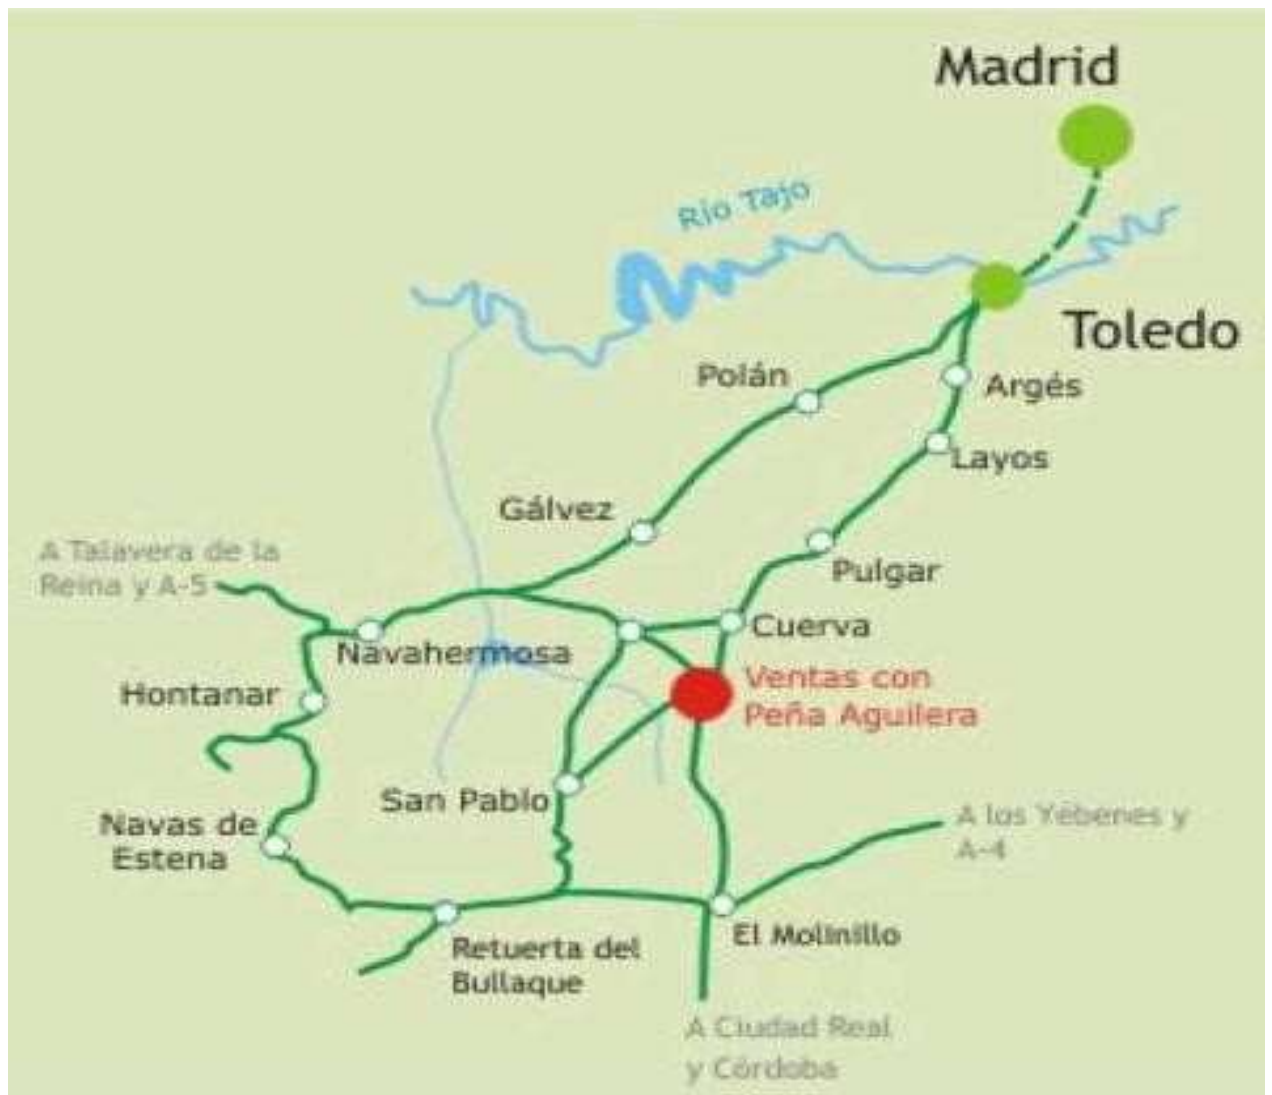 Madrid
Río Tajo
Toledo
Polán
Argés
Layos
Gálvez
A Talavera de la
Reina y A-5
Pulgar
Cuerva
Navahermosa
Ventas con
Peña Aguilera
Hontanar
San Pablo
A los Yébenes y
A-4
Navas de
Estena
El Molinillo
Retuerta del
Bullaque
A Ciudad Real
y Córdoba